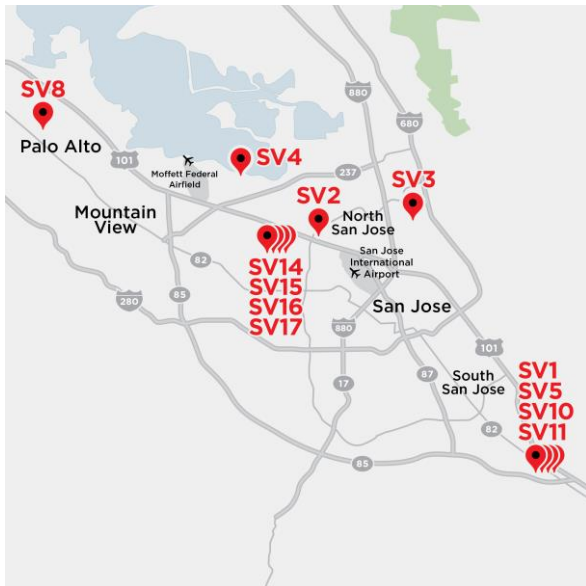 SV8
Palo Alto
101
Moffett Federal
Airfield
SV4
880
680
237
SV3
SV2
North
San Jose
Mountain
View
82
SV14
SV15
SV16
SV17
San Jose
International
Airport
280
85
San Jose
880
101
17
87
South
San Jose
SV1
SV5
SV10
SV11
82
85